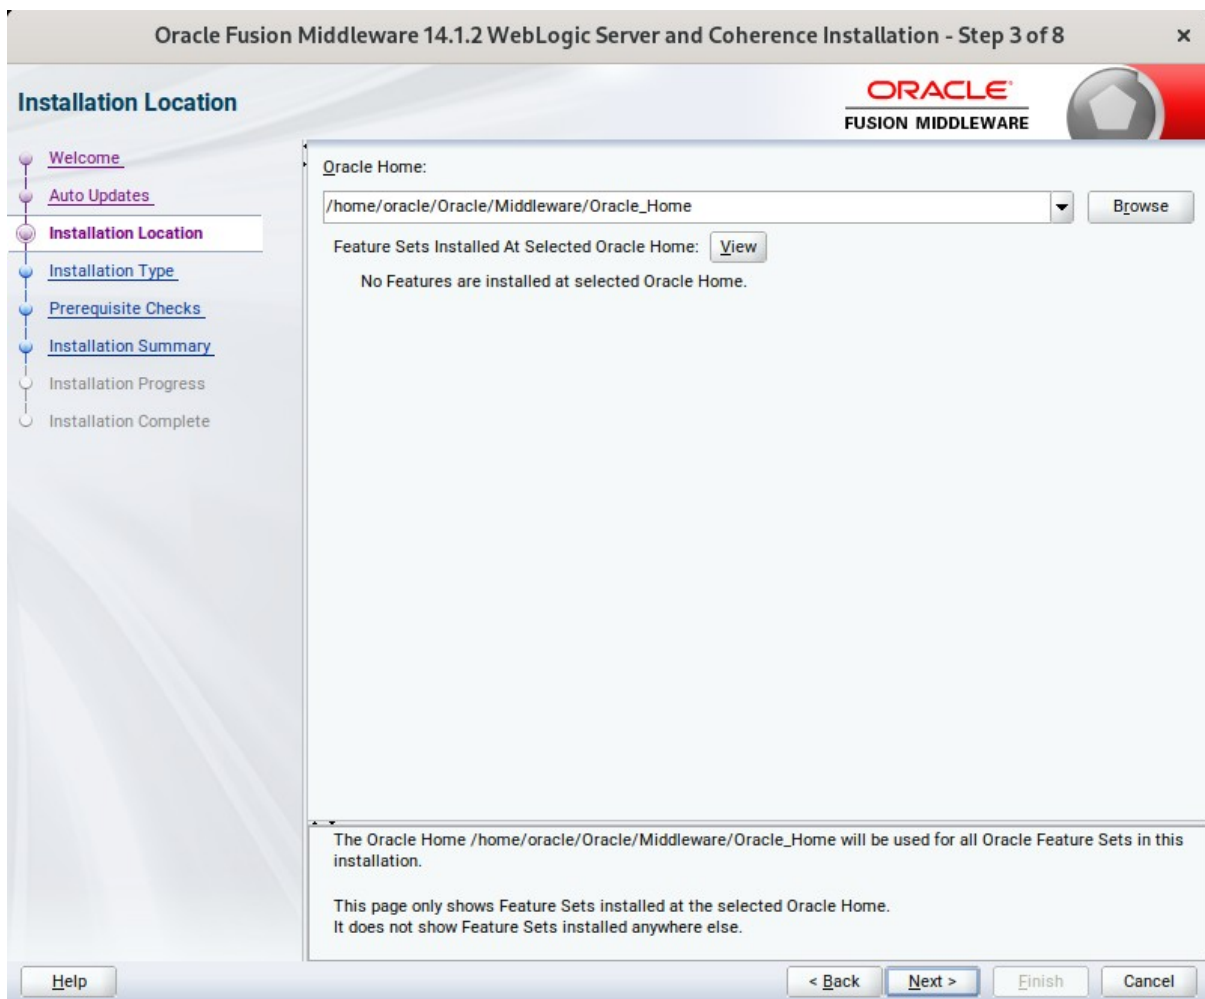 Oracle Fusion Middleware 14.1.2 WebLogic Server and Coherence Installation - Step 3 of 8
Installation Location
ORACLE
FUSION MIDDLEWARE
Welcome
Auto Updates
Installation Location
Installation Type
Prerequisite Checks
Installation Summary
Installation Progress
Installation Complete
Oracle Home:
/home/oracle/Oracle/Middleware/Oracle_Home
Browse
Feature Sets Installed At Selected Oracle Home:
View
No Features are installed at selected Oracle Home.
The Oracle Home /home/oracle/Oracle/Middleware/Oracle_Home will be used for all Oracle Feature Sets in this
installation.
This page only shows Feature Sets installed at the selected Oracle Home.
It does not show Feature Sets installed anywhere else.
Help
< Back
Next >
Finish
Cancel